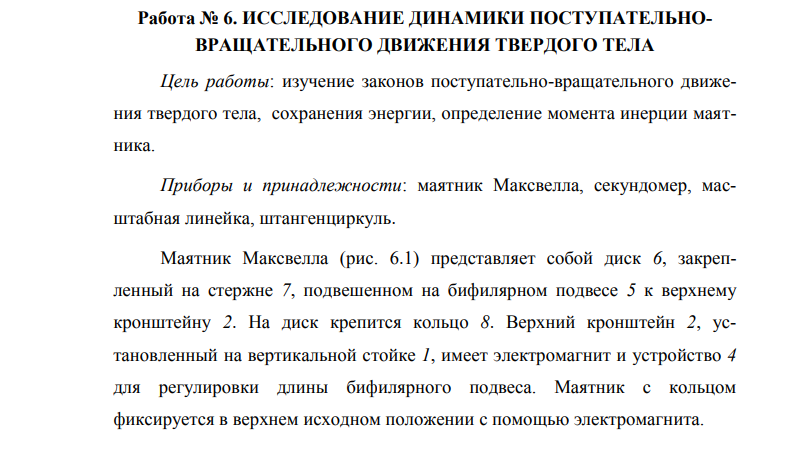 Работа № 6. ИССЛЕДОВАНИЕ ДИНАМИКИ ПОСТУПАТЕЛЬНО-
ВРАЩАТЕЛЬНОГО ДВИЖЕНИЯ ТВЕРДОГО ТЕЛА
Цель работы: изучение законов поступательно-вращательного движе-
ния твердого тела, сохранения энергии, определение момента инерции маят-
ника.
Приборы и принадлежности: маятник Максвелла, секундомер, мас-
штабная линейка, штангенциркуль.
Маятник Максвелла (рис. 6.1) представляет собой диск 6, закреп-
ленный на стержне 7, подвешенном на бифилярном подвесе 5 к верхнему
кронштейну 2. На диск крепится кольцо 8. Верхний кронштейн 2, ус-
тановленный на вертикальной стойке 1, имеет электромагнит и устройство 4
для регулировки длины бифилярного подвеса. Маятник с кольцом
фиксируется в верхнем исходном положении с помощью электромагнита.